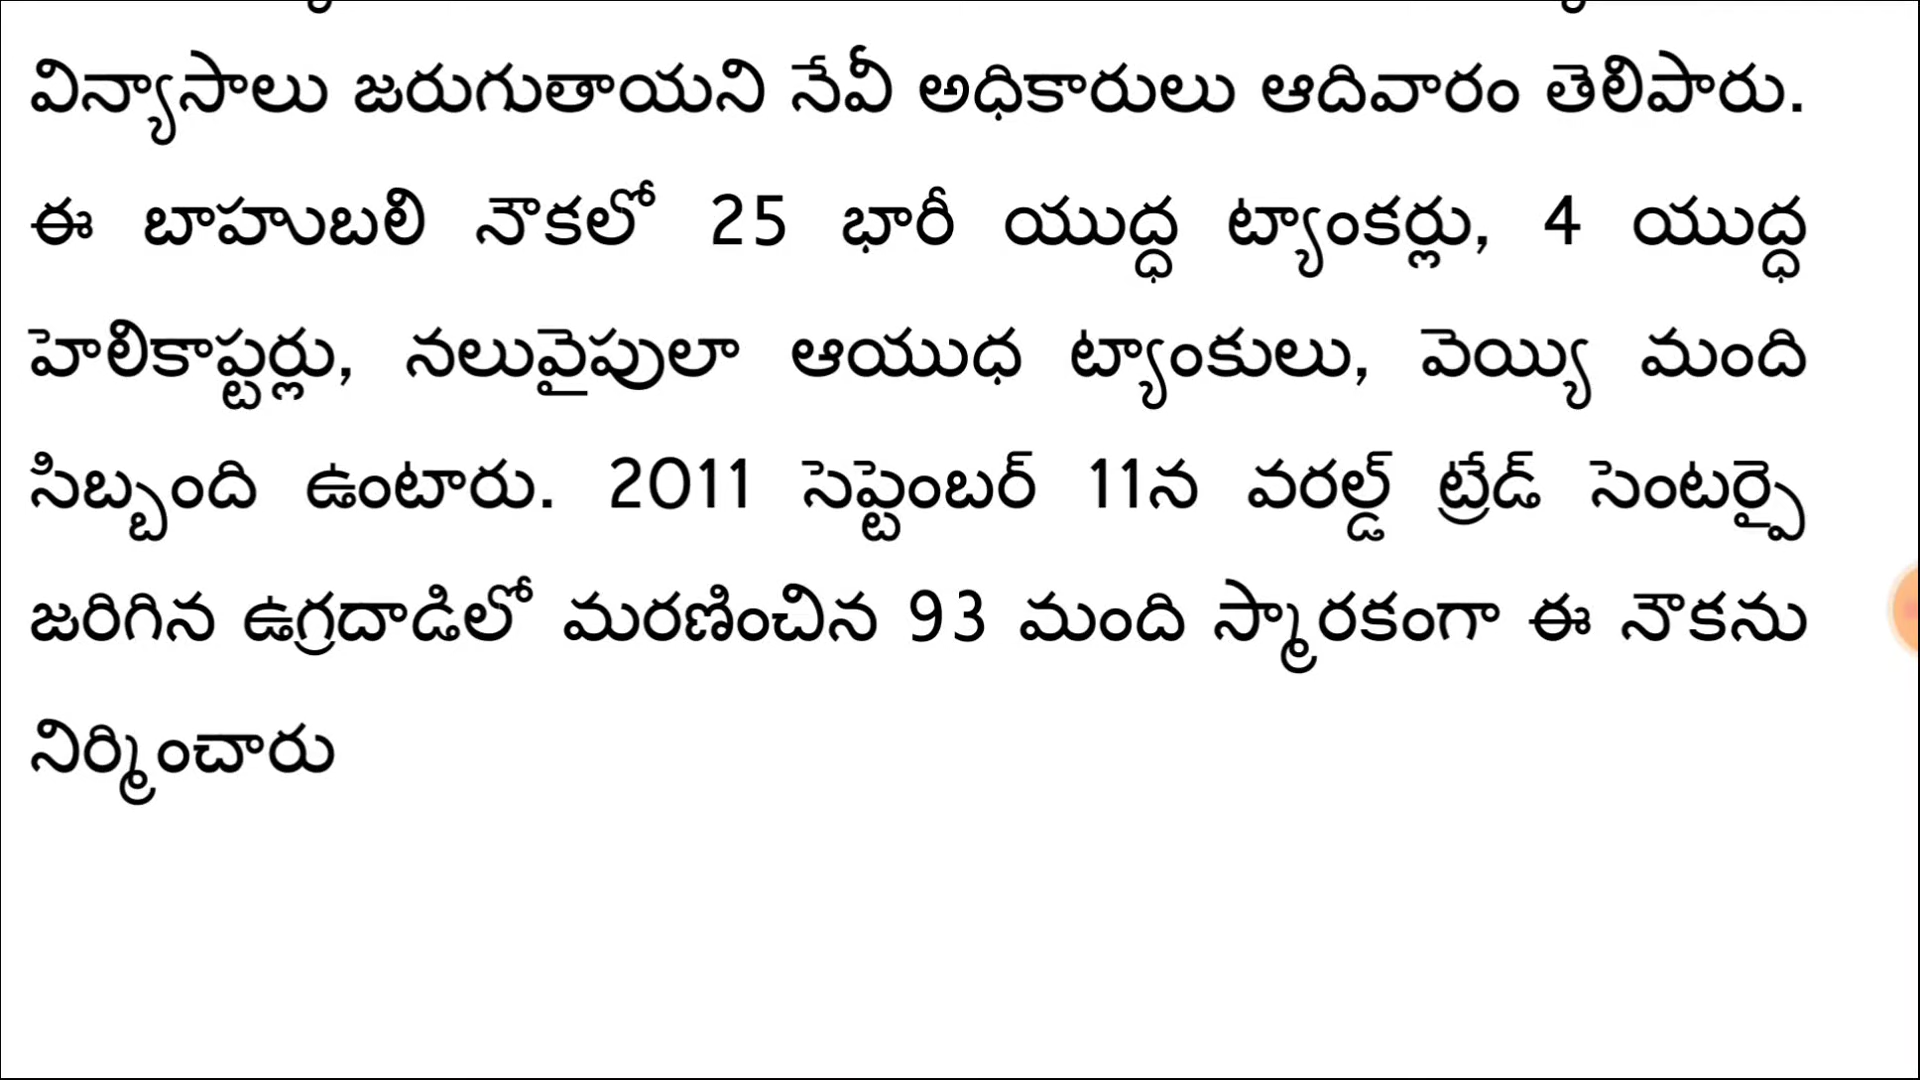 విన్యాసాలు జరుగుతాయని నేవీ అధికారులు ఆదివారం తెలిపారు.
ఈ బాహుబలి నౌకలో 25 భారీ యుద్ధ ట్యాంకర్లు, 4 యుద్ధ
హెలికాప్టర్లు, నలువైపులా ఆయుధ ట్యాంకులు, వెయ్యి మంది
సిబ్బంది ఉంటారు. 2011 సెప్టెంబర్ 11న వరల్డ్ ట్రేడ్ సెంటర్పై
జరిగిన ఉగ్రదాడిలో మరణించిన 93 మంది స్మారకంగా ఈ నౌకను
నిర్మించారు